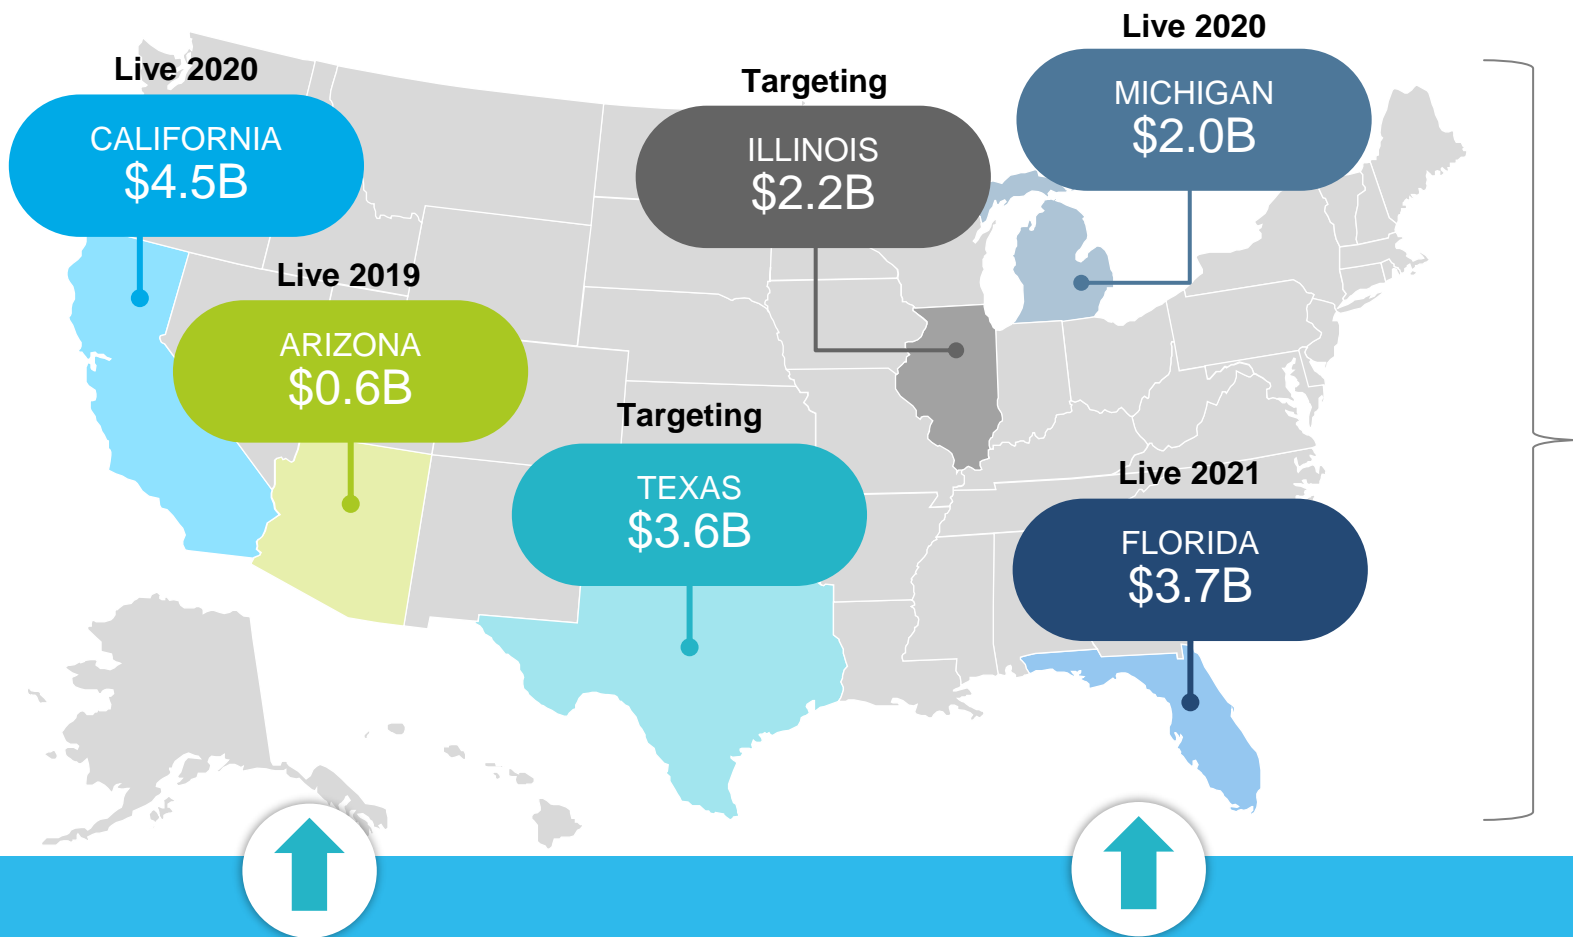 Live 2020
CALIFORNIA
$4.5B
Live 2019
ARIZONA
$0.6B
Targeting
ILLINOIS
$2.2B
Targeting
TEXAS
$3.6B
Live 2020
MICHIGAN
$2.0B
Live 2021
FLORIDA
$3.7B